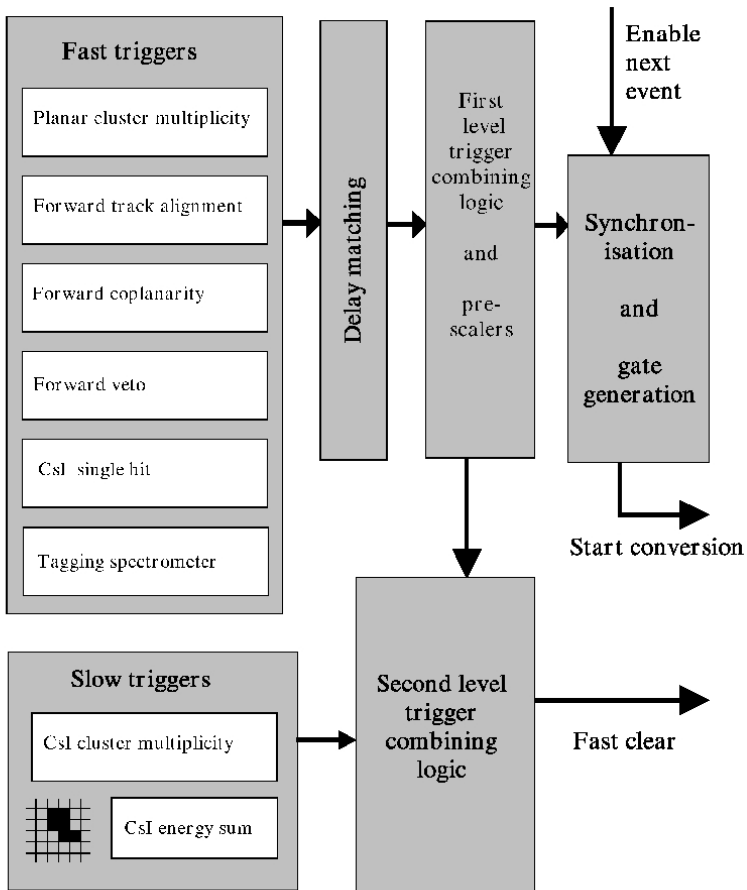 Fast triggers
Planar cluster multiplicity
Forward track alignment
Forward coplanarity
Forward veto
CsI single hit
Tagging spectrometer
Delay matching
First
level
trigger
combining
logic
and
pre-
scalers
Enable
next
event
Synchron-
isation
and
gate
generation
Start conversion
Slow triggers
CsI cluster multiplicity
CsI energy sum
Second level
trigger
combining
logic
Fast clear